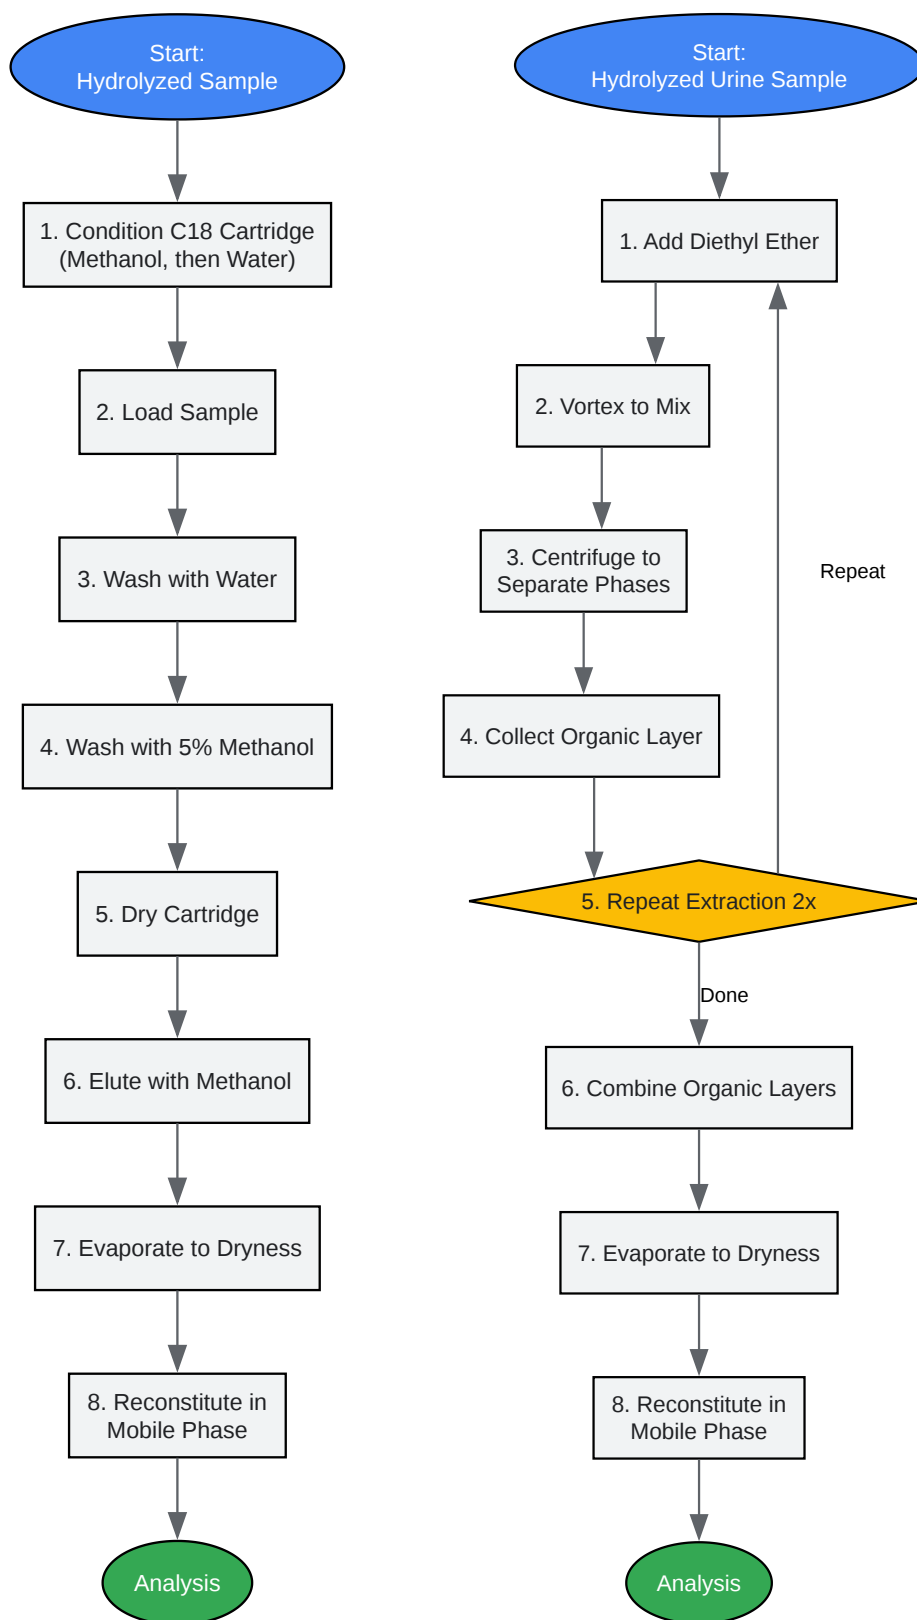 Start:
Hydrolyzed Sample
1. Condition C18 Cartridge
(Methanol, then Water)
2. Load Sample
3. Wash with Water
4. Wash with 5% Methanol
5. Dry Cartridge
6. Elute with Methanol
7. Evaporate to Dryness
8. Reconstitute in
Mobile Phase
Analysis
Start:
Hydrolyzed Urine Sample
1. Add Diethyl Ether
2. Vortex to Mix
3. Centrifuge to
Separate Phases
Repeat
4. Collect Organic Layer
5. Repeat Extraction 2x
Done
6. Combine Organic Layers
7. Evaporate to Dryness
8. Reconstitute in
Mobile Phase
Analysis